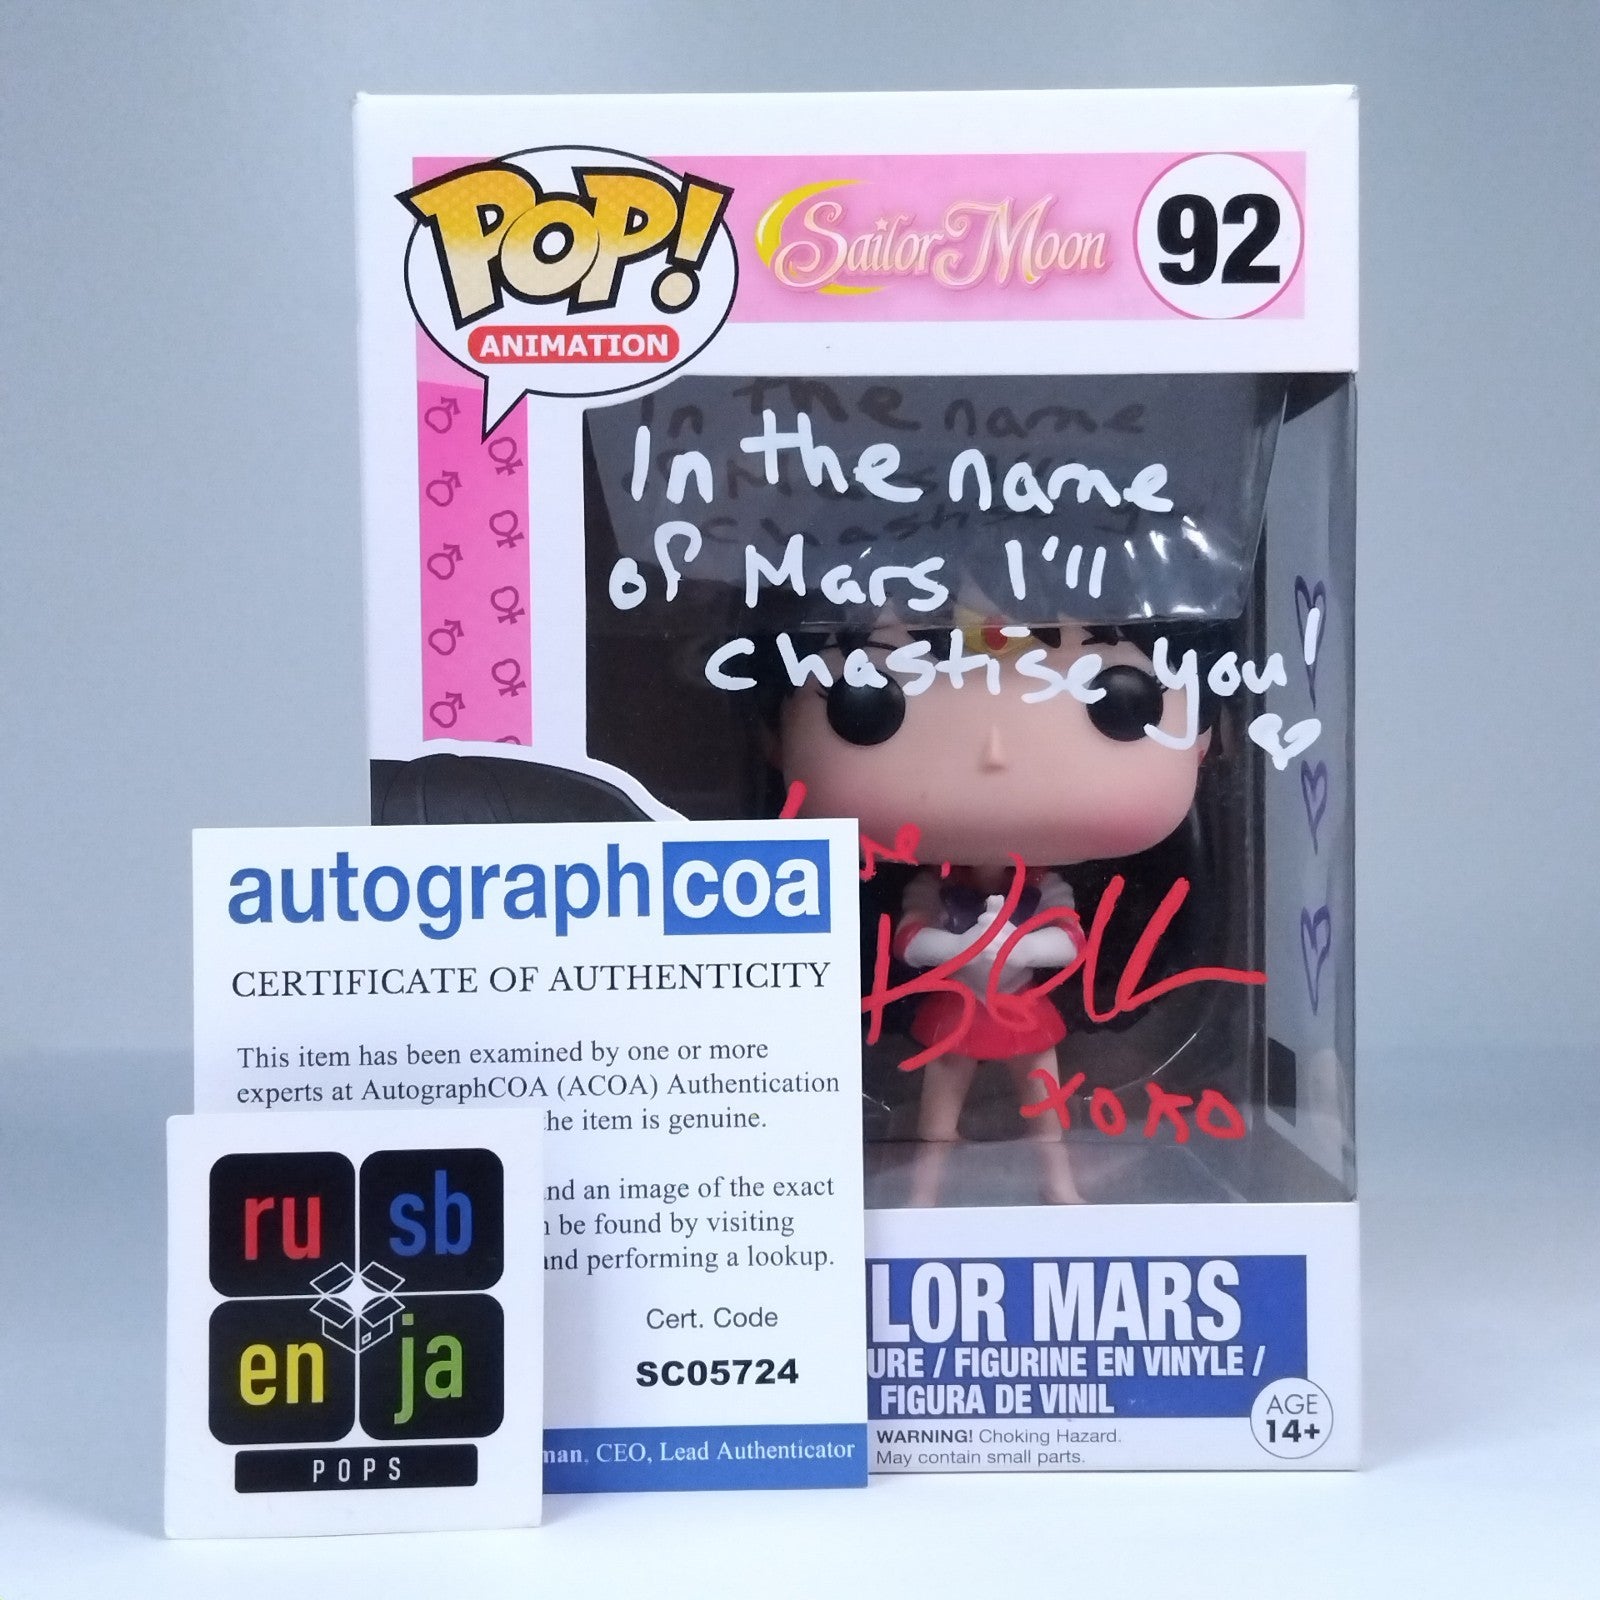 POP!
ANIMATION
Sailor Moon
92
In the name
of Mars I'll
chastise you!
XOXO
autograph coa
CERTIFICATE OF AUTHENTICITY
This item has been examined by one or more
experts at AutographCOA (ACOA) Authentication
the item is genuine.
and an image of the exact
be found by visiting
and performing a lookup.
Cert. Code
SC05724
man, CEO, Lead Authenticator
ru sb
en ja
POPS
LOR MARS
URE / FIGURINE EN VINYLE /
FIGURA DE VINIL
AGE
14+
WARNING! Choking Hazard.
May contain small parts.